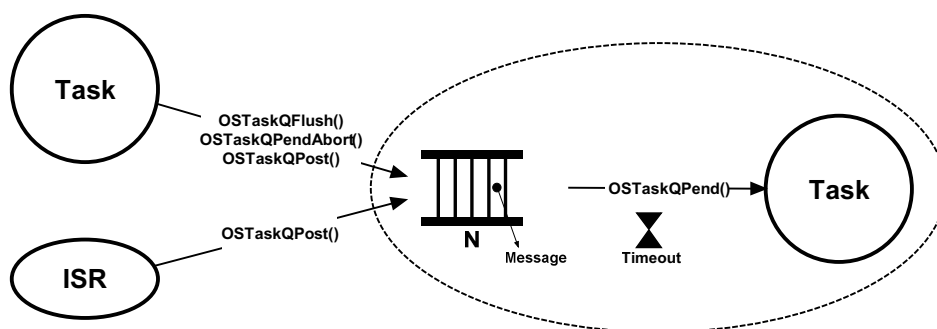 Task
OSTaskQFlush()
OSTaskQPendAbort()
OSTaskQPost()
OSTaskQPend()
Task
OSTaskQPost()
N
Message
Timeout
ISR